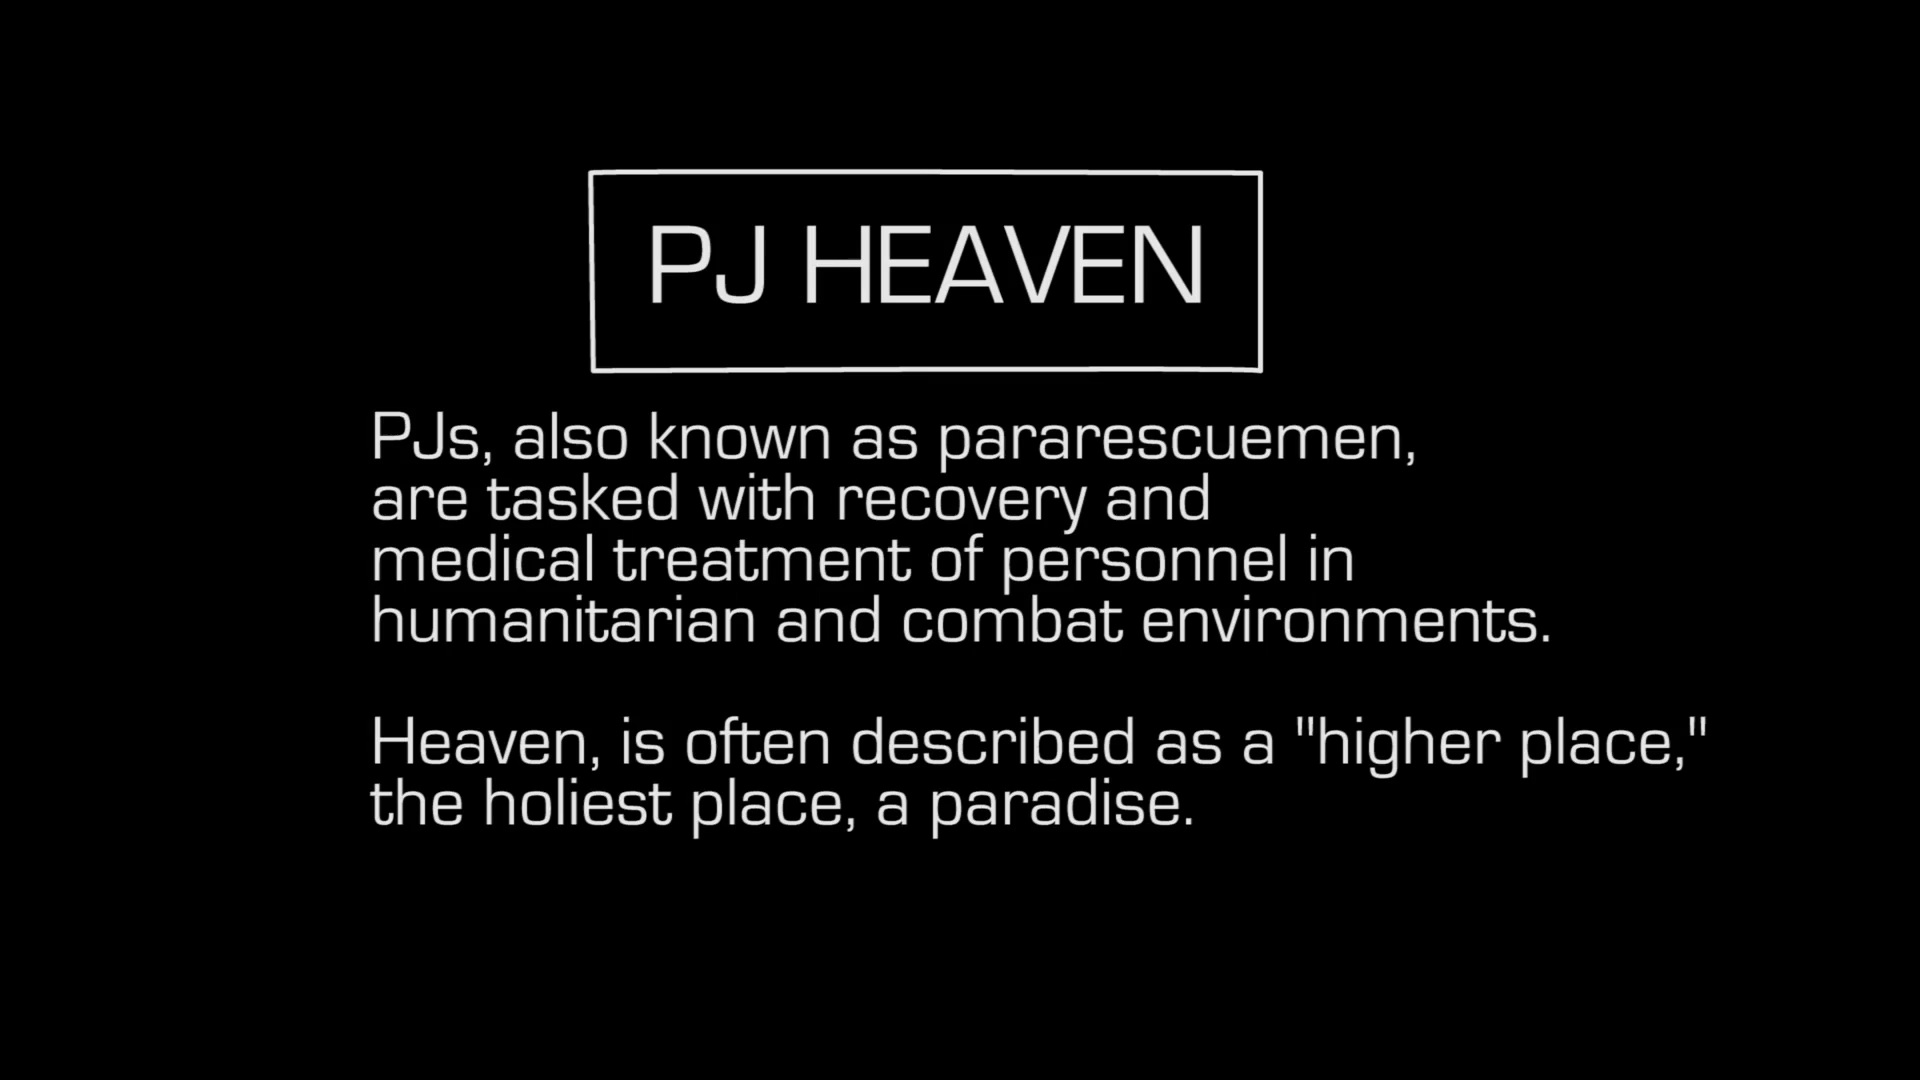 PJ HEAVEN
PJs, also known as pararescuemen,
are tasked with recovery and
medical treatment of personnel in
humanitarian and combat environments.
Heaven, is often described as a "higher place,"
the holiest place, a paradise.